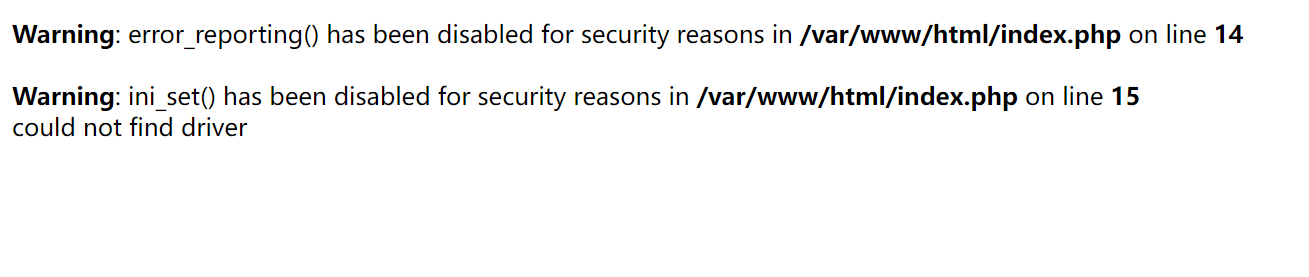 Warning: error_reporting() has been disabled for security reasons in /var/www/html/index.php on line 14
Warning: ini_set() has been disabled for security reasons in /var/www/html/index.php on line 15
could not find driver